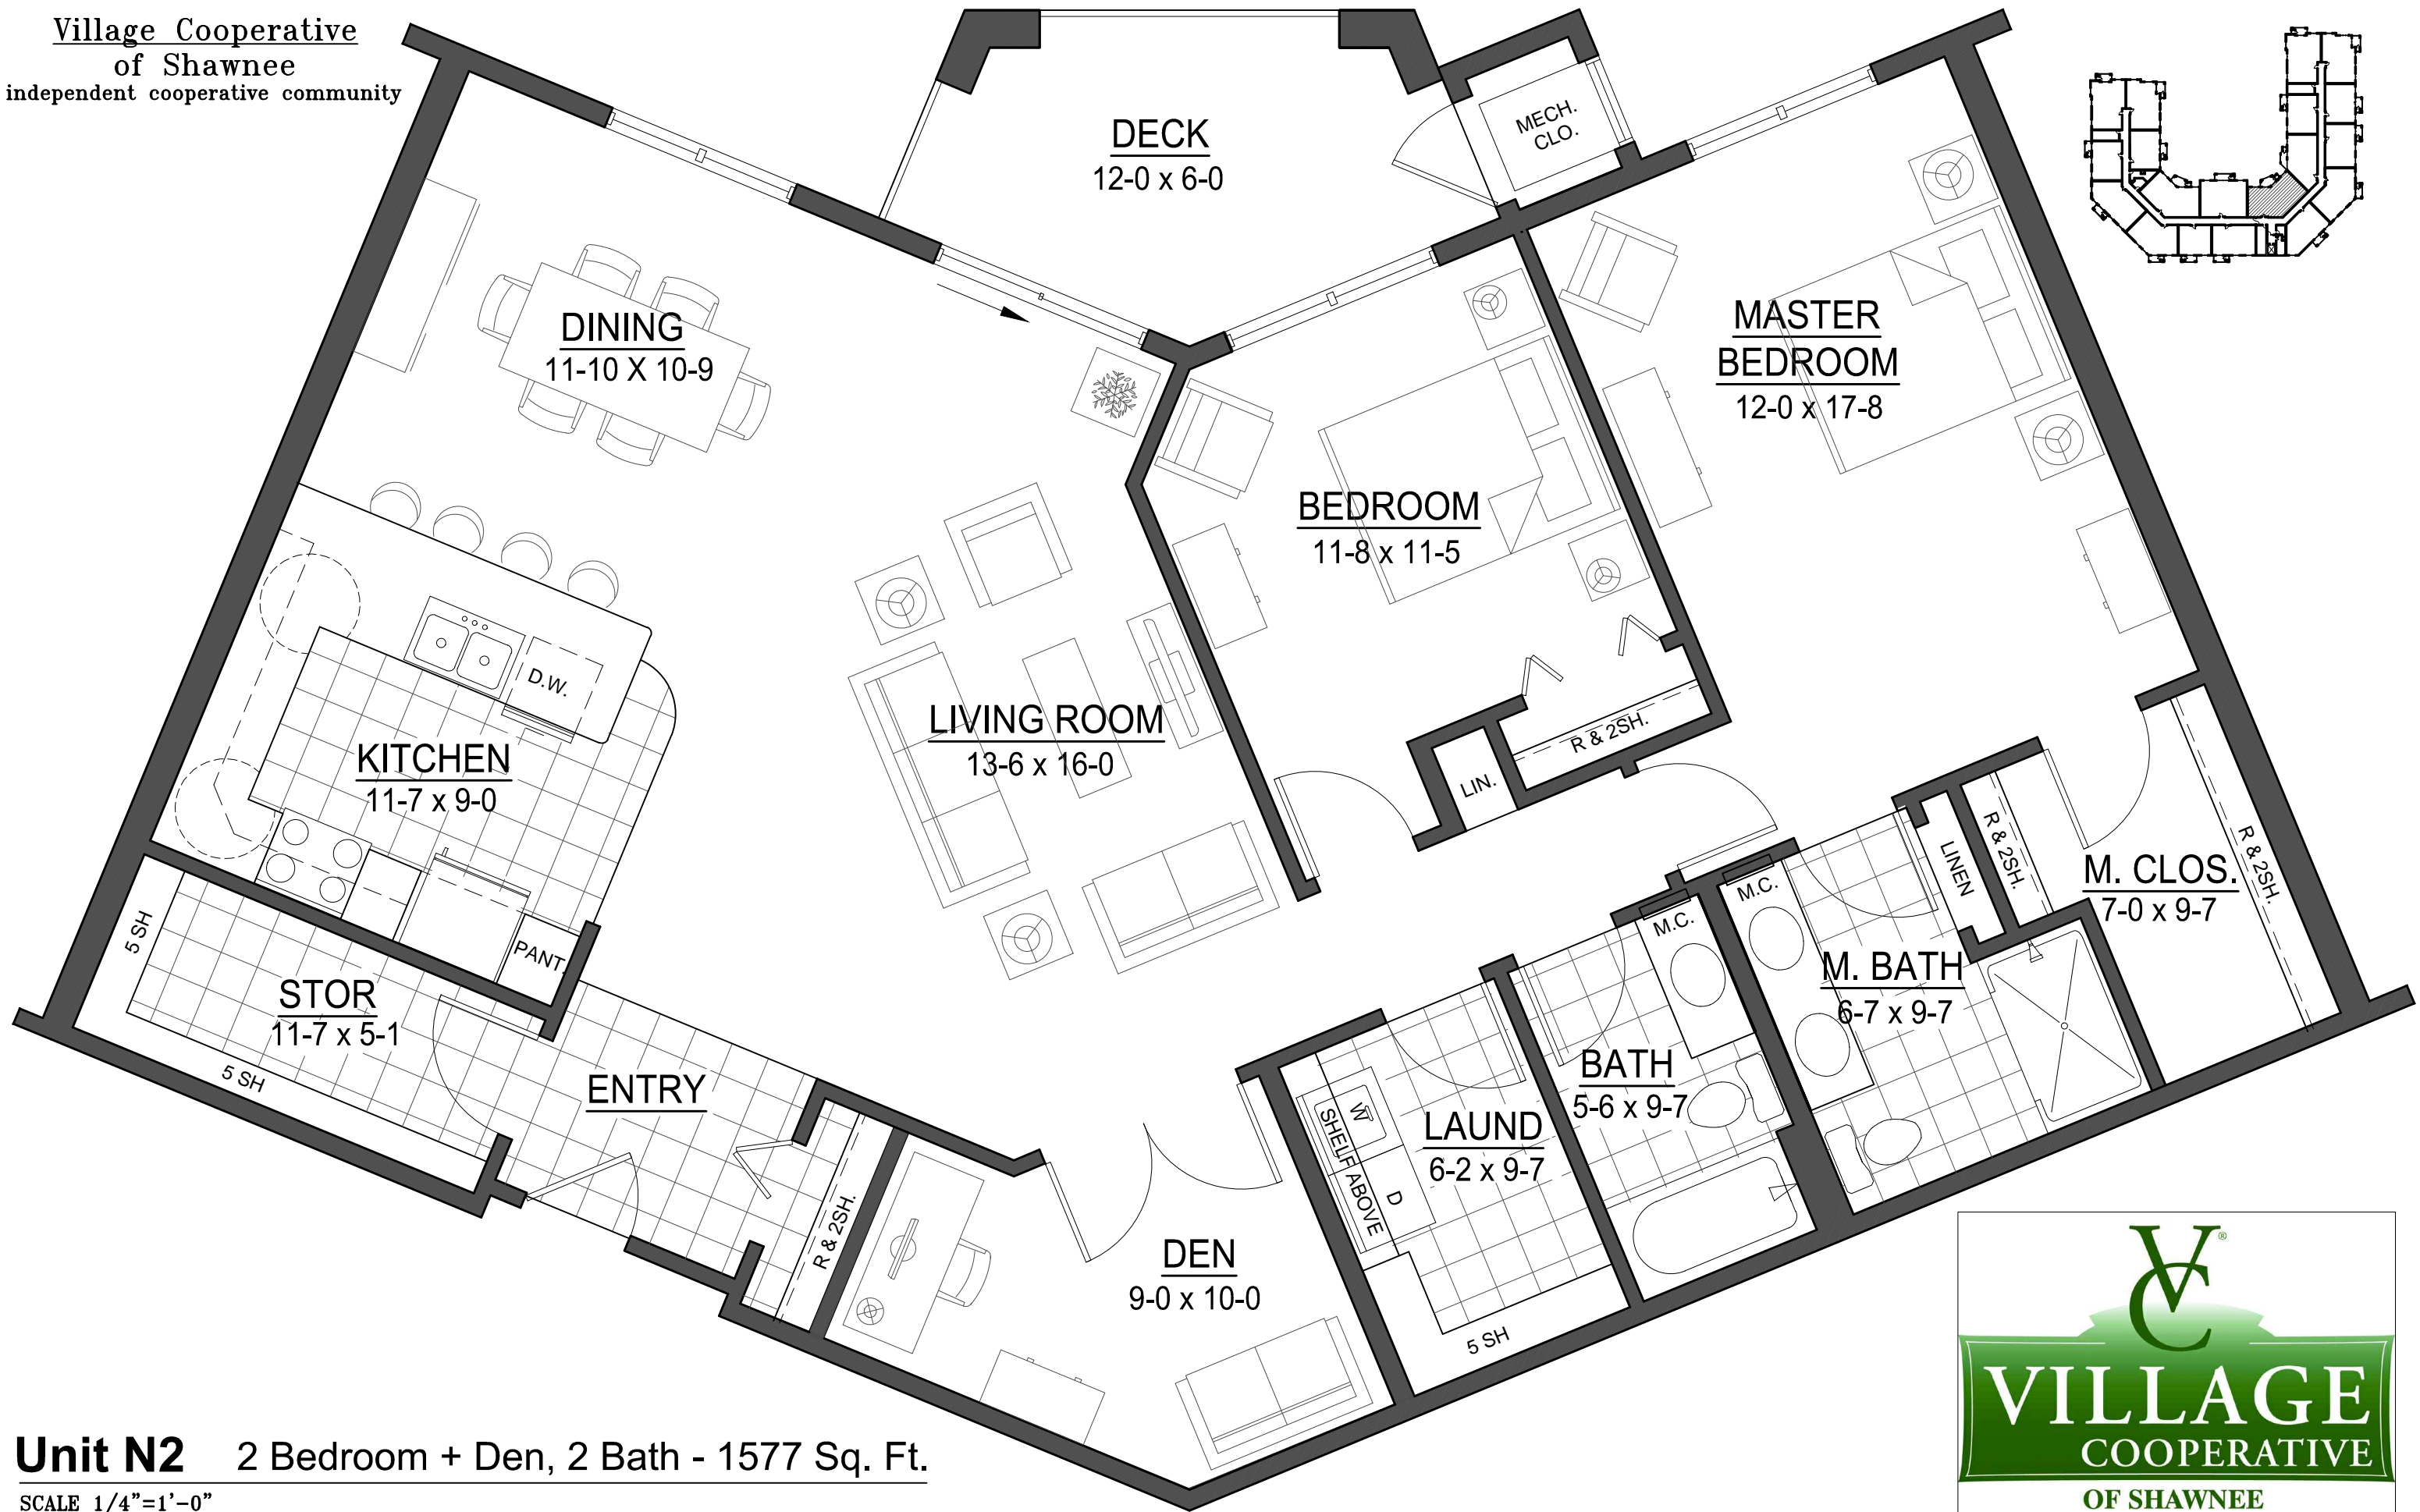 Village Cooperative
of Shawnee
independent cooperative community
DECK
12-0 x 6-0
MECH.
CLO.
DINING
11-10 X 10-9
MASTER
BEDROOM
12-0 x 17-8
BEDROOM
11-8 x 11-5
D.W.
KITCHEN
11-7 x 9-0
LIVING ROOM
13-6 x 16-0
R & 2SH.
LIN.
R & 2SH.
LINEN
M. CLOS.
7-0 x 9-7
R & 2SH.
M.C.
M.C.
5 SH
PANT.
STOR
11-7 x 5-1
5 SH
ENTRY
M. BATH
6-7 x 9-7
BATH
5-6 x 9-7
W
SHELF ABOVE
D
LAUND
6-2 x 9-7
R & 2SH.
DEN
9-0 x 10-0
5 SH
Unit N2 2 Bedroom + Den, 2 Bath - 1577 Sq. Ft.
SCALE 1/4"=1'-0"
VC®
VILLAGE
COOPERATIVE
OF SHAWNEE